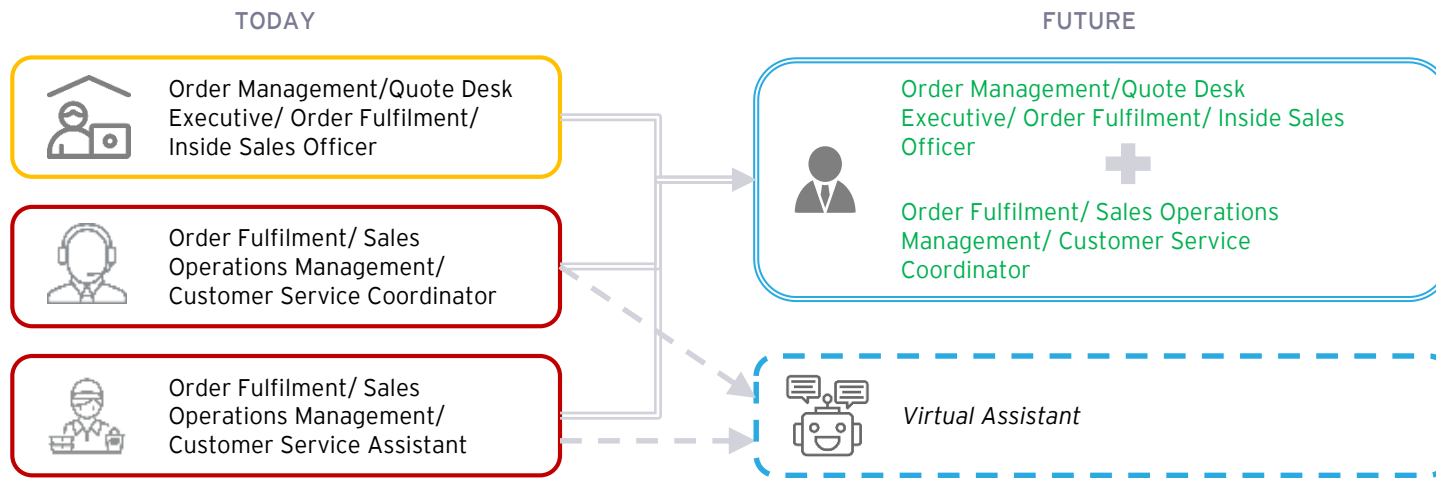 TODAY
FUTURE
Order Management/Quote Desk
Executive/ Order Fulfilment/
Inside Sales Officer
Order Fulfilment/ Sales
Operations Management/
Customer Service Coordinator
Order Fulfilment/ Sales
Operations Management/
Customer Service Assistant
Order Management/Quote Desk
Executive/ Order Fulfilment/ Inside Sales
Officer
Order Fulfilment/ Sales Operations
Management/ Customer Service
Coordinator
Virtual Assistant